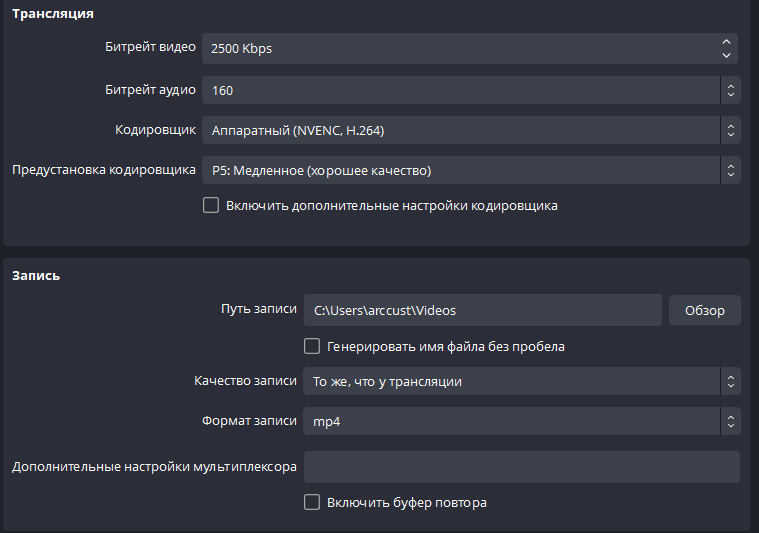 Трансляция
Битрейт видео 2500 Kbps
Битрейт аудио 160
Кодировщик Аппаратный (NVENC, H.264)
Предустановка кодировщика P5: Медленное (хорошее качество)
Включить дополнительные настройки кодировщика
Запись
Путь записи C:\Users\arccust\Videos Обзор
Генерировать имя файла без пробела
Качество записи То же, что у трансляции
Формат записи mp4
Дополнительные настройки мультиплексора
Включить буфер повтора